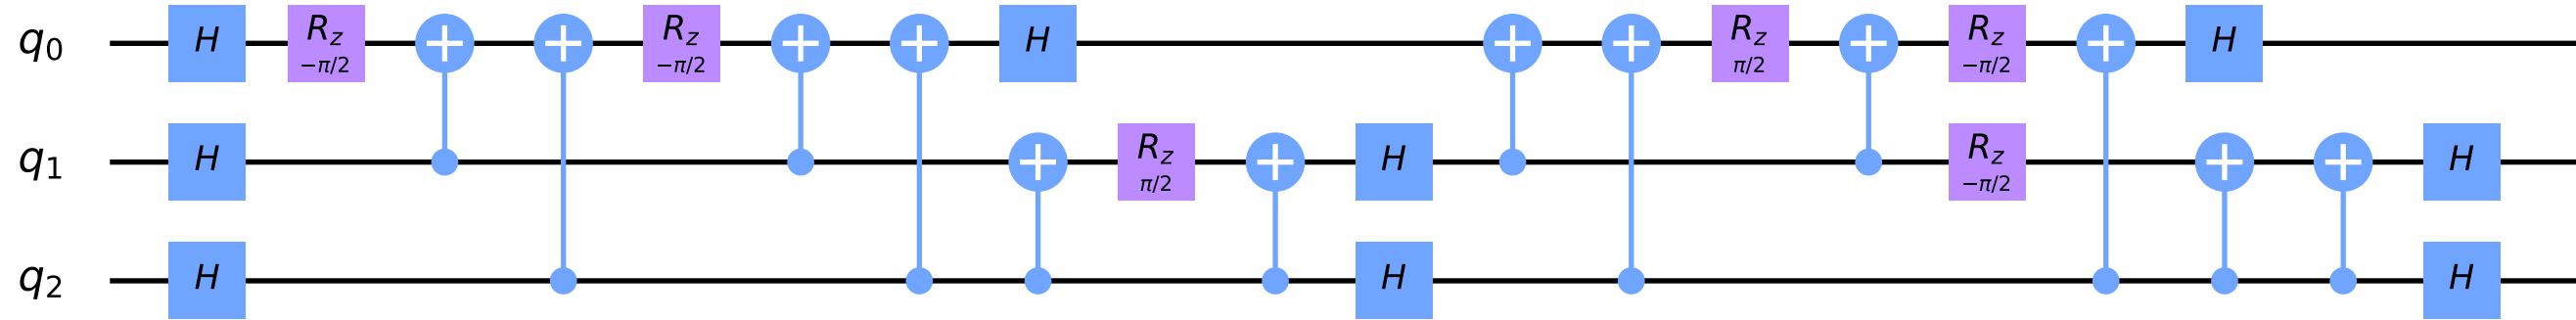 q0 H Rz −π/2 Rz −π/2 H Rz π/2 Rz −π/2 H
q1 H Rz π/2 H Rz −π/2 H
q2 H H H